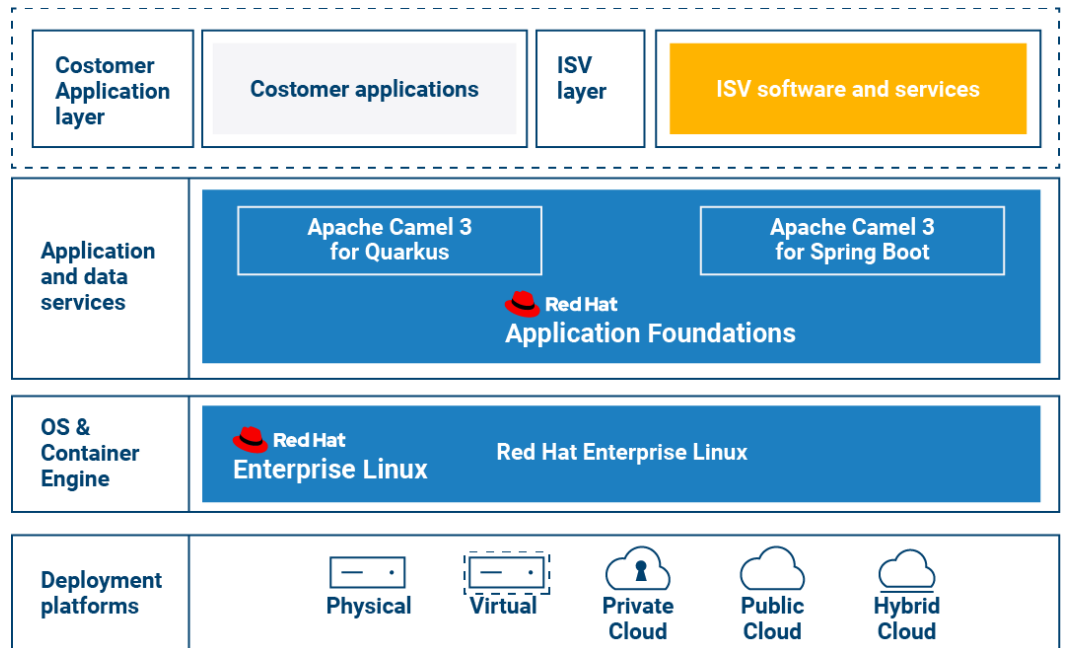 Costomer
Application
layer
Costomer applications
ISV
layer
ISV software and services
Application
and data
services
Apache Camel 3
for Quarkus
Apache Camel 3
for Spring Boot
Red Hat
Application Foundations
OS &
Container
Engine
Red Hat
Enterprise Linux
Red Hat Enterprise Linux
Deployment
platforms
Physical
Virtual
Private
Cloud
Public
Cloud
Hybrid
Cloud